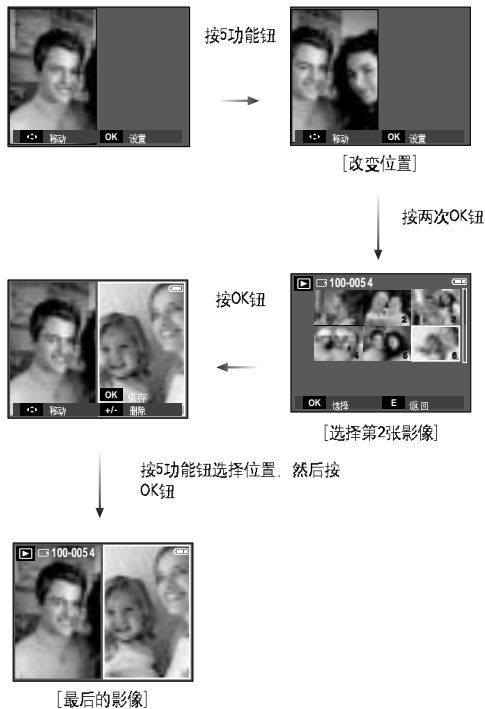 按5功能钮
移动 OK 设置
移动 OK 设置
[改变位置]
按两次OK钮
100-0054
1 2 3
4 5 6
OK 选择 E 返回
[选择第2张影像]
按OK钮
OK 保存
移动 +/- 删除
按5功能钮选择位置，然后按
OK钮
100-0054
[最后的影像]